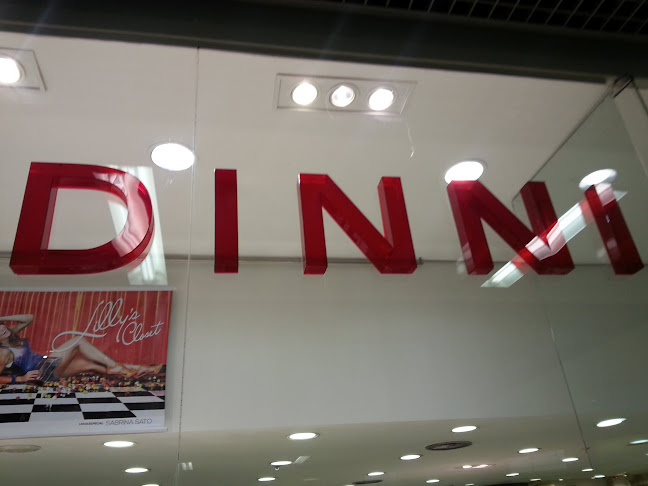 DINNI
Lilly's
Closet
SABRINA SATO